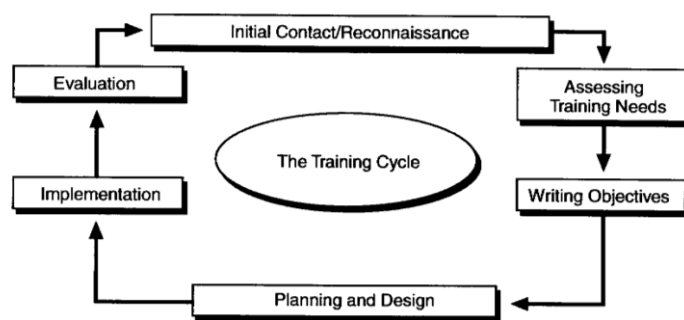 Initial Contact/Reconnaissance
Evaluation
Assessing
Training Needs
The Training Cycle
Implementation
Writing Objectives
Planning and Design